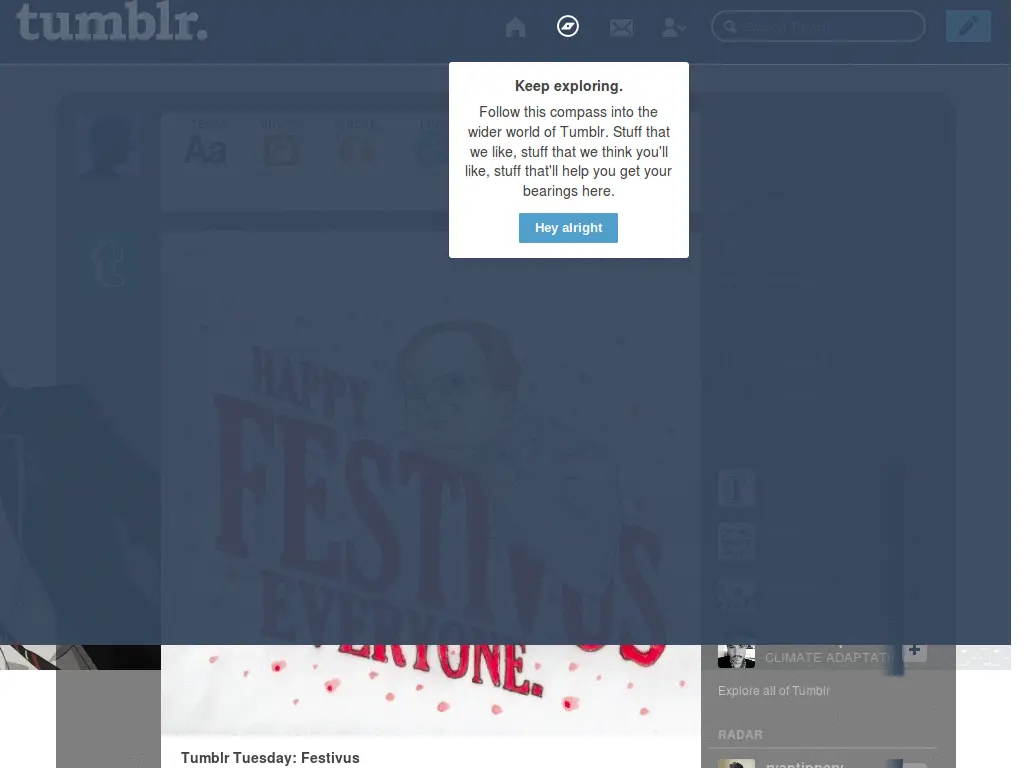 tumblr.
Search Tumblr
Keep exploring.
Follow this compass into the
wider world of Tumblr. Stuff that
we like, stuff that we think you'll
like, stuff that'll help you get your
bearings here.
Hey alright
Aa
HAPPY
FESTIVUS
EVERYONE.
CLIMATE ADAPTATI
Explore all of Tumblr
RADAR
Tumblr Tuesday: Festivus
ryantippery